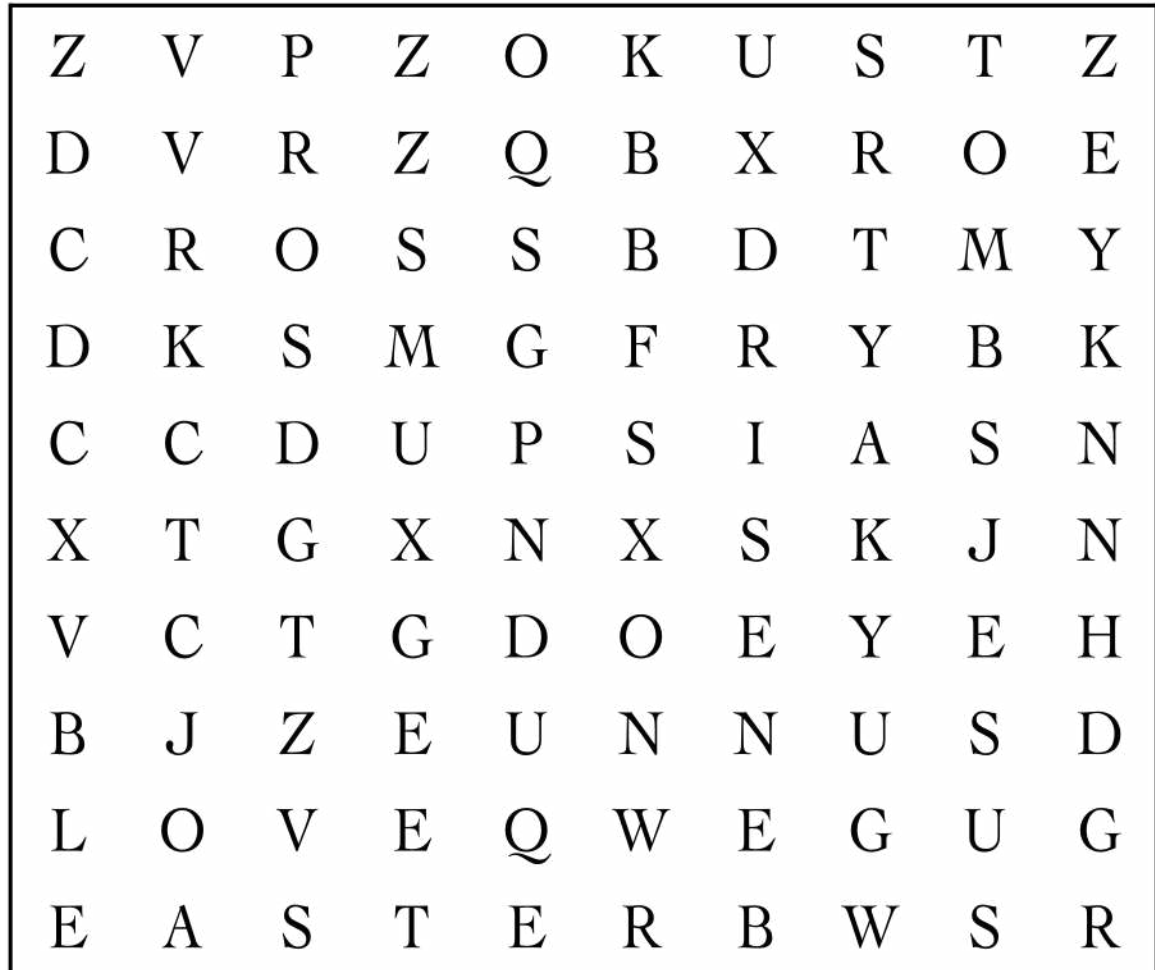 Z V P Z O K U S T Z
D V R Z Q B X R O E
C R O S S B D T M Y
D K S M G F R Y B K
C C D U P S I A S N
X T G X N X S K J N
V C T G D O E Y E H
B J Z E U N N U S D
L O V E Q W E G U G
E A S T E R B W S R